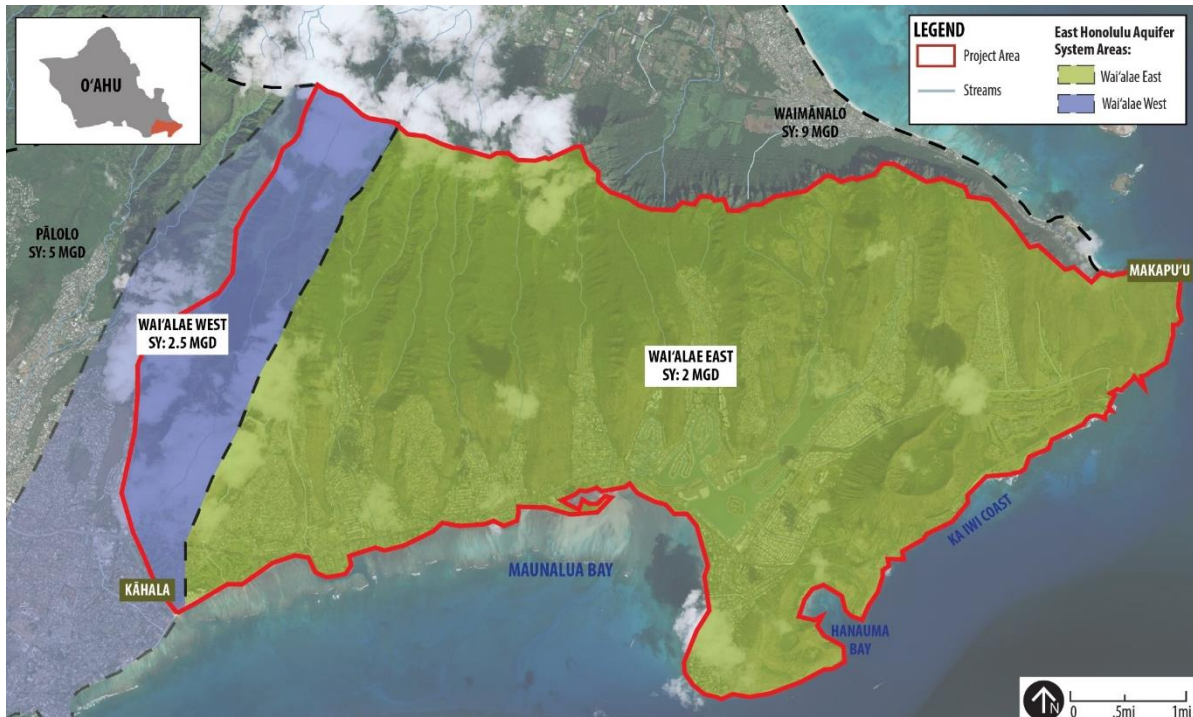 O‘AHU
LEGEND
Project Area
Streams
East Honolulu Aquifer
System Areas:
Wai‘alae East
Wai‘alae West
WAIMĀNALO
SY: 9 MGD
PĀLOLO
SY: 5 MGD
MAKAPU‘U
WAI‘ALAE WEST
SY: 2.5 MGD
WAI‘ALAE EAST
SY: 2 MGD
KA IWI COAST
MAUNALUA BAY
KĀHALA
HANAUMA
BAY
N
0 .5mi 1mi